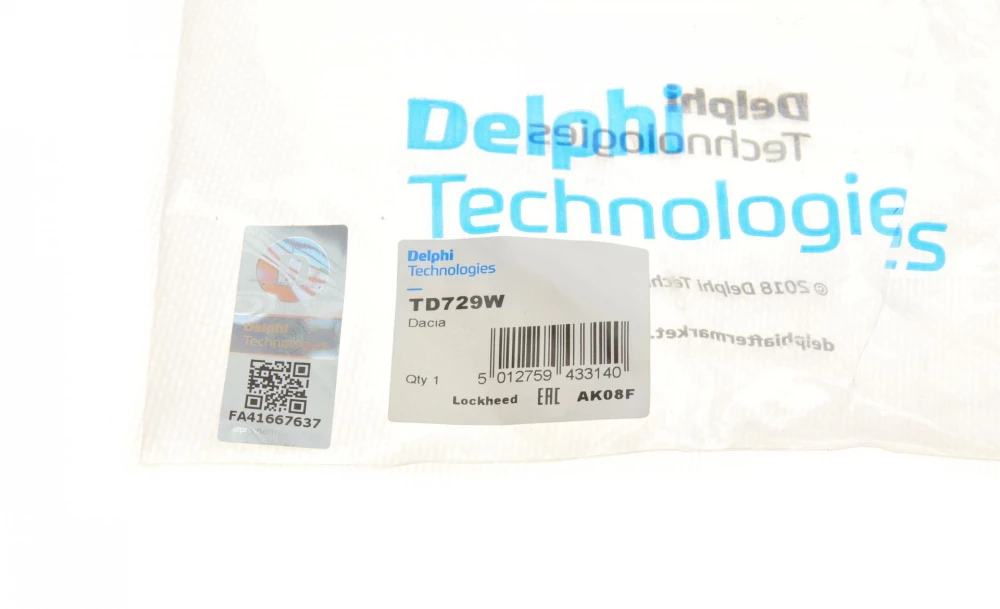 Delphi
Technologies
Delphi
Technologies
© 2018 Delphi Tech
delphiaftermarket.
Delphi
Technologies
FA41667637
Delphi
Technologies
TD729W
Dacia
Qty 1
5 012759 433140
Lockheed EAC AK08F